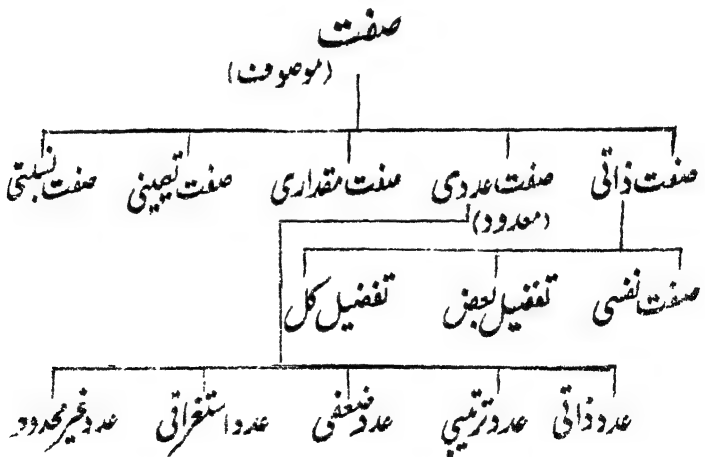 صفت
(موصوف)
صفت ذاتی صفت عددی صفت مقداری صفت تعینی صفت نسبتی
(معدود)
صفت نفسی تفضیل بعض تفضیل کل
عدد ذاتی عدد ترتیبی عدد ضعفی عدد استغراقی عدد غیر محدود